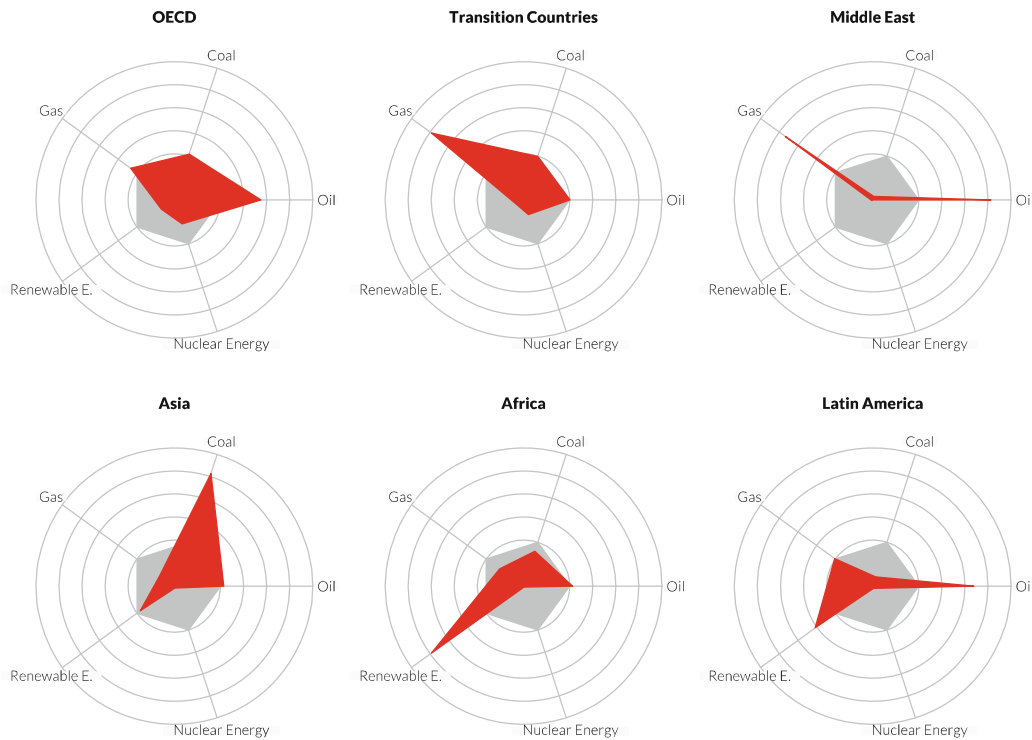 OECD
Transition Countries
Middle East
Coal
Coal
Coal
Gas
Gas
Gas
Oil
Oil
Oi
Renewable E.
Renewable E.
Renewable E.
Nuclear Energy
Nuclear Energy
Nuclear Energy
Asia
Africa
Latin America
Coal
Coal
Coal
Gas
Gas
Gas
Oil
Oil
Oi
Renewable E.
Renewable E.
Renewable E.
Nuclear Energy
Nuclear Energy
Nuclear Energy